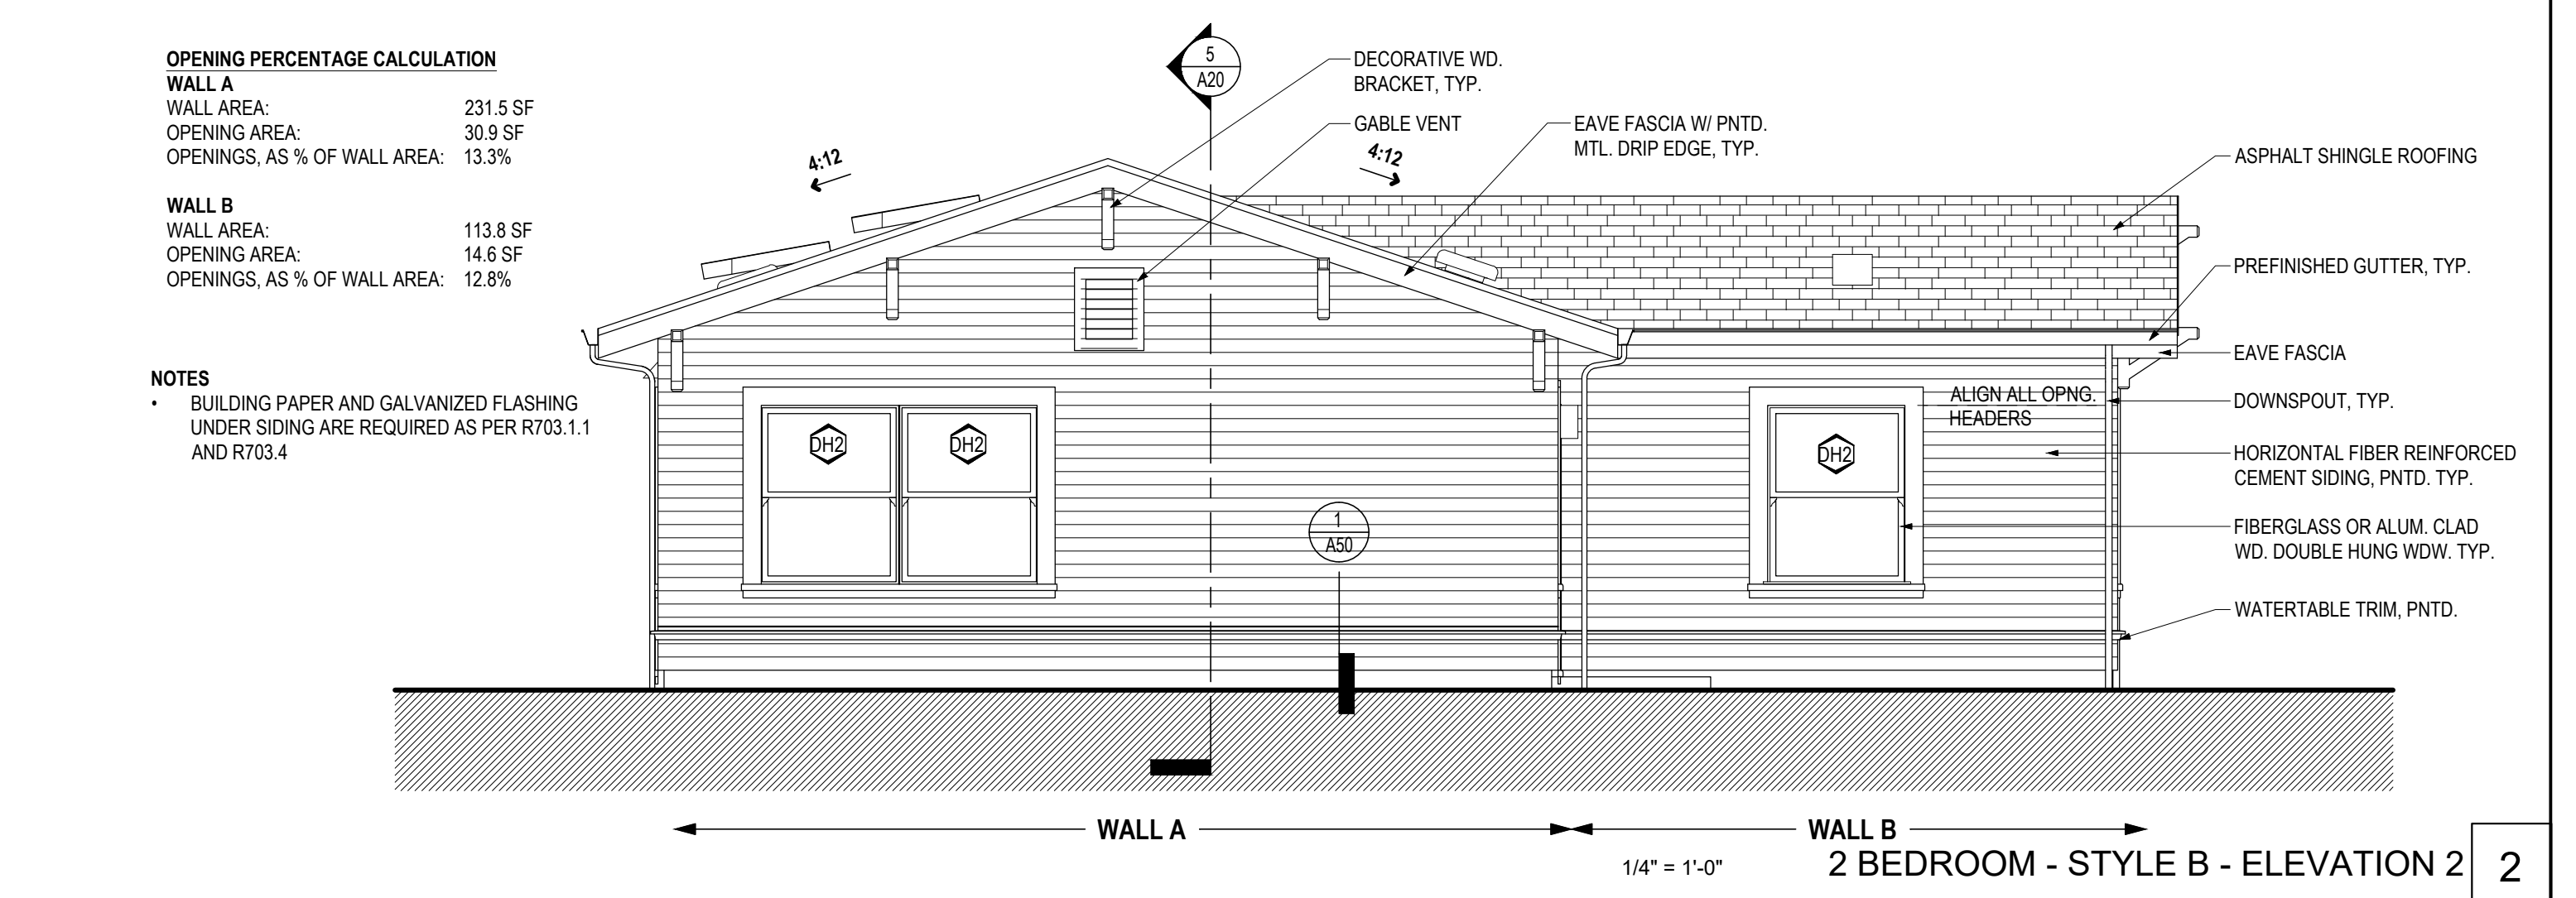 OPENING PERCENTAGE CALCULATION
WALL A
WALL AREA: 231.5 SF
OPENING AREA: 30.9 SF
OPENINGS, AS % OF WALL AREA: 13.3%
WALL B
WALL AREA: 113.8 SF
OPENING AREA: 14.6 SF
OPENINGS, AS % OF WALL AREA: 12.8%
NOTES
• BUILDING PAPER AND GALVANIZED FLASHING
UNDER SIDING ARE REQUIRED AS PER R703.1.1
AND R703.4
5
A20
DECORATIVE WD.
BRACKET, TYP.
GABLE VENT
EAVE FASCIA W/ PNTD.
MTL. DRIP EDGE, TYP.
4:12
4:12
ASPHALT SHINGLE ROOFING
PREFINISHED GUTTER, TYP.
EAVE FASCIA
ALIGN ALL OPNG.
HEADERS
DOWNSPOUT, TYP.
DH2
DH2
DH2
HORIZONTAL FIBER REINFORCED
CEMENT SIDING, PNTD. TYP.
1
A50
FIBERGLASS OR ALUM. CLAD
WD. DOUBLE HUNG WDW. TYP.
WATERTABLE TRIM, PNTD.
WALL A
WALL B
1/4" = 1'-0"
2 BEDROOM - STYLE B - ELEVATION 2
2